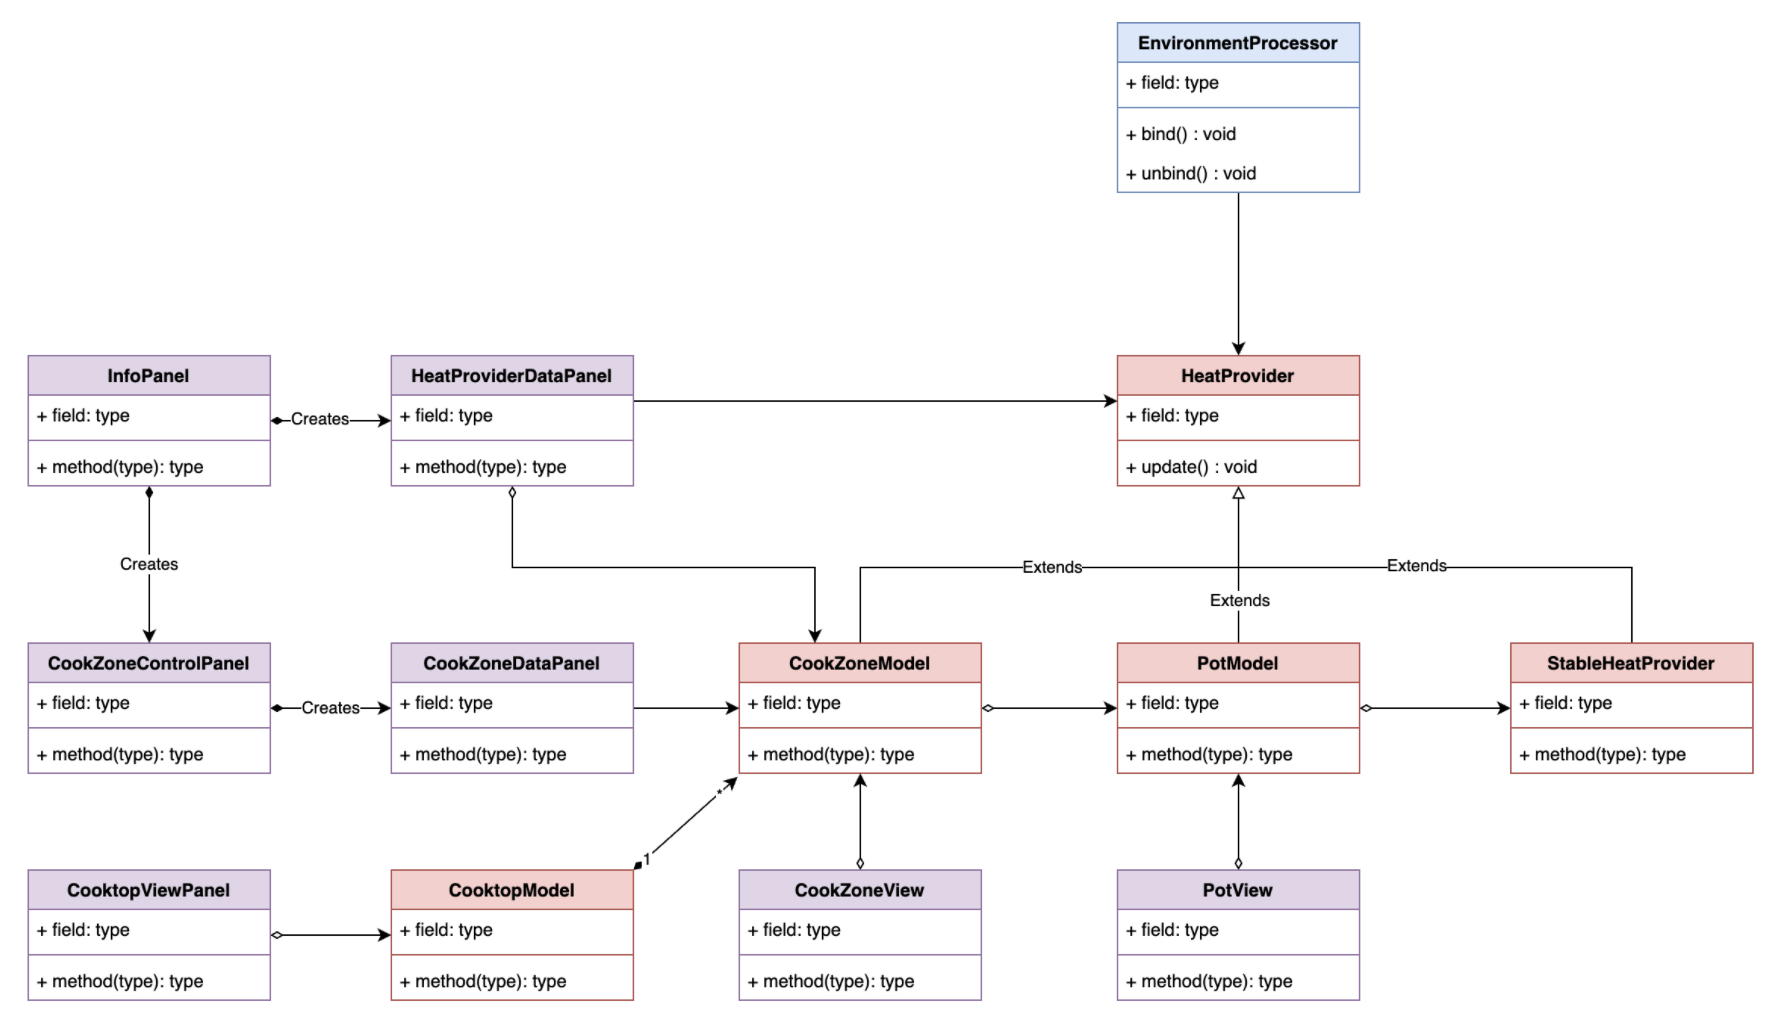 EnvironmentProcessor
+ field: type
+ bind() : void
+ unbind() : void
InfoPanel
+ field: type
+ method(type): type
Creates
HeatProviderDataPanel
+ field: type
+ method(type): type
HeatProvider
+ field: type
+ update() : void
Creates
Extends
Extends
Extends
CookZoneControlPanel
+ field: type
+ method(type): type
Creates
CookZoneDataPanel
+ field: type
+ method(type): type
CookZoneModel
+ field: type
+ method(type): type
PotModel
+ field: type
+ method(type): type
StableHeatProvider
+ field: type
+ method(type): type
*
1
CooktopViewPanel
+ field: type
+ method(type): type
CooktopModel
+ field: type
+ method(type): type
CookZoneView
+ field: type
+ method(type): type
PotView
+ field: type
+ method(type): type